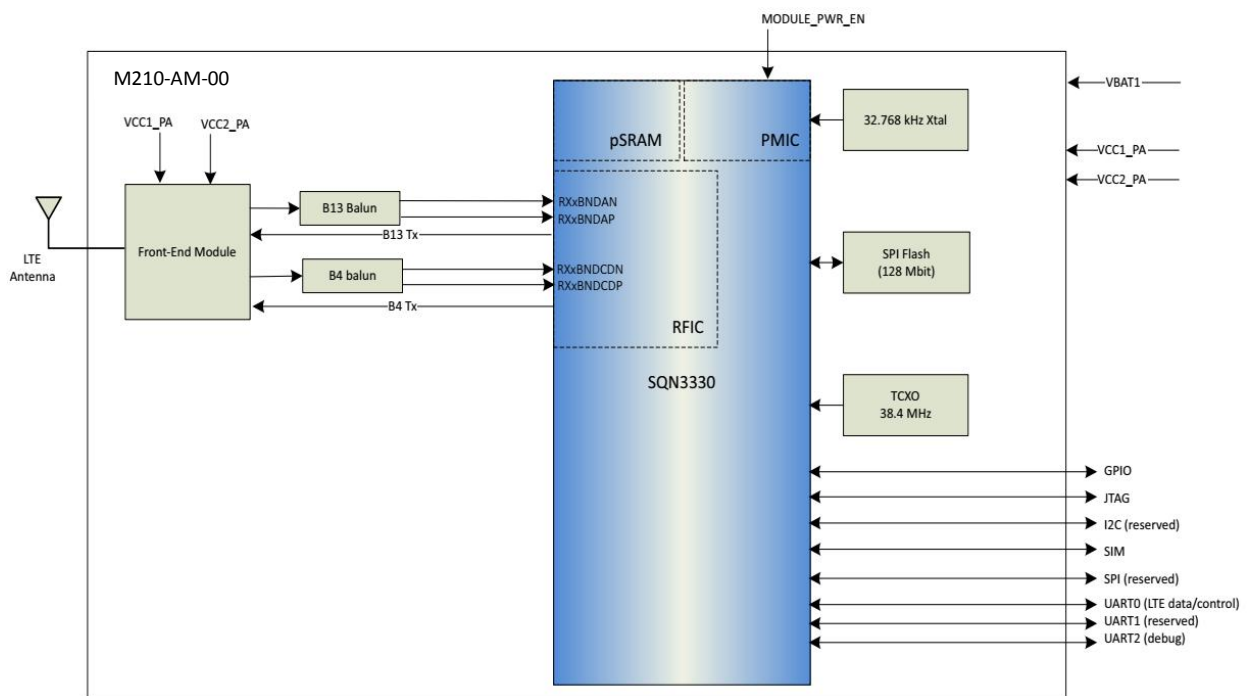 MODULE_PWR_EN
M210-AM-00
VBAT1
VCC1_PA
VCC2_PA
pSRAM
PMIC
32.768 kHz Xtal
VCC1_PA
VCC2_PA
Front-End Module
LTE
Antenna
B13 Balun
RXxBNDAN
RXxBNDAP
B13 Tx
B4 balun
RXxBNDCDN
RXxBNDCDP
B4 Tx
RFIC
SPI Flash
(128 Mbit)
SQN3330
TCXO
38.4 MHz
GPIO
JTAG
I2C (reserved)
SIM
SPI (reserved)
UART0 (LTE data/control)
UART1 (reserved)
UART2 (debug)